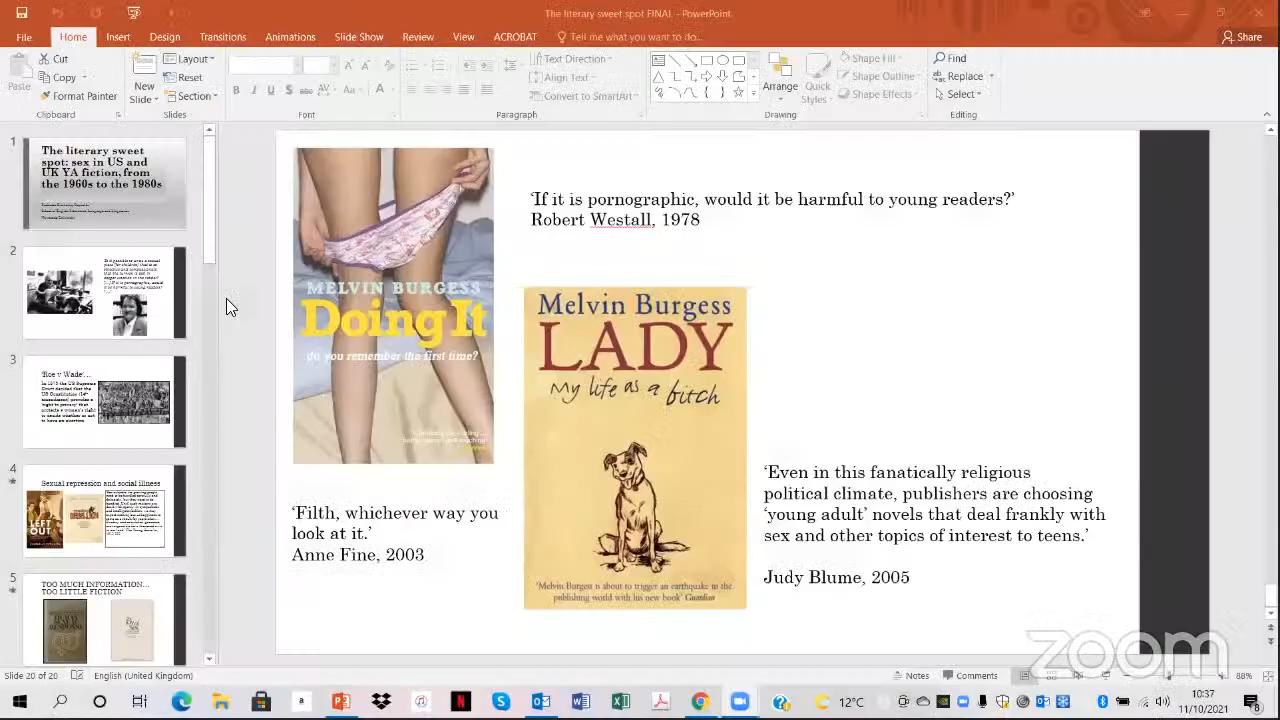 The literary sweet spot FINAL - PowerPoint
File Home Insert Design Transitions Animations Slide Show Review View ACROBAT Tell me what you want to do... Share
Paste
Cut
Copy
Format Painter
Clipboard
New
Slide
Layout
Reset
Section
Slides
Font
Text Direction
Align Text
Convert to SmartArt
Paragraph
Arrange
Quick
Styles
Shape Fill
Shape Outline
Shape Effects
Drawing
Find
Replace
Select
Editing
1
The literary sweet
spot: sex in US and
UK YA fiction, from
the 1960s to the 1980s
2
3
'Roe v Wade'...
4
Sexual repression and social illness
LEFT
OUT
TOO MUCH INFORMATION...
TOO LITTLE FICTION
MELVIN BURGESS
Doing It
do you remember the first time?
'Filth, whichever way you
look at it.'
Anne Fine, 2003
'If it is pornographic, would it be harmful to young readers?'
Robert Westall, 1978
Melvin Burgess
LADY
My life as a bitch
'Melvin Burgess is about to trigger an earthquake in the
publishing world with his new book' Guardian
'Even in this fanatically religious
political climate, publishers are choosing
'young adult' novels that deal frankly with
sex and other topics of interest to teens.'
Judy Blume, 2005
zoom
Slide 20 of 20 English (United Kingdom) Notes Comments 88%
12°C
10:37
11/10/2021